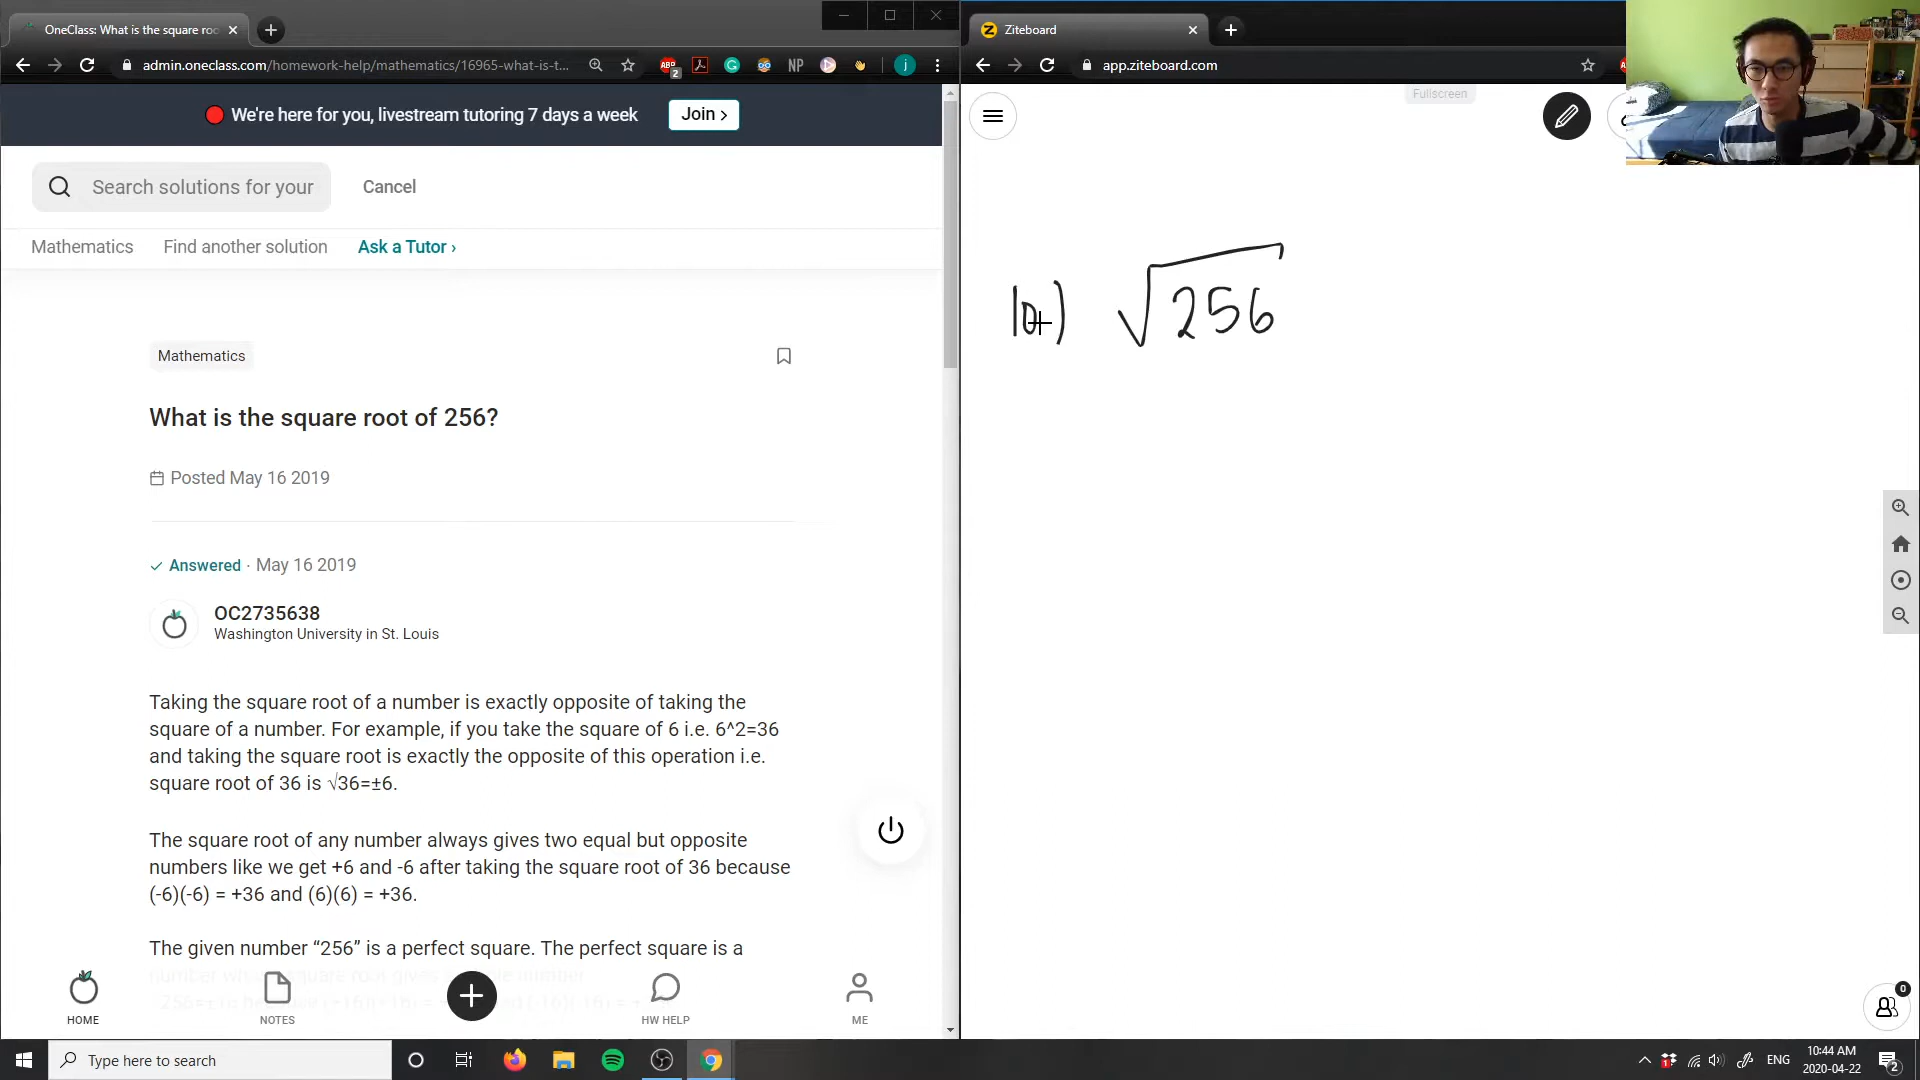 OneClass: What is the square roo
Ziteboard
admin.oneclass.com/homework-help/mathematics/16965-what-is-t...
ABP
2
NP
j
app.ziteboard.com
We're here for you, livestream tutoring 7 days a week
Join ›
Fullscreen
Search solutions for your
Cancel
Mathematics
Find another solution
Ask a Tutor ›
10)
√256
Mathematics
What is the square root of 256?
Posted May 16 2019
Answered · May 16 2019
OC2735638
Washington University in St. Louis
Taking the square root of a number is exactly opposite of taking the
square of a number. For example, if you take the square of 6 i.e. 6^2=36
and taking the square root is exactly the opposite of this operation i.e.
square root of 36 is √36=±6.
The square root of any number always gives two equal but opposite
numbers like we get +6 and -6 after taking the square root of 36 because
(-6)(-6) = +36 and (6)(6) = +36.
The given number “256” is a perfect square. The perfect square is a
HOME
NOTES
HW HELP
ME
0
Type here to search
ENG
10:44 AM
2020-04-22
2